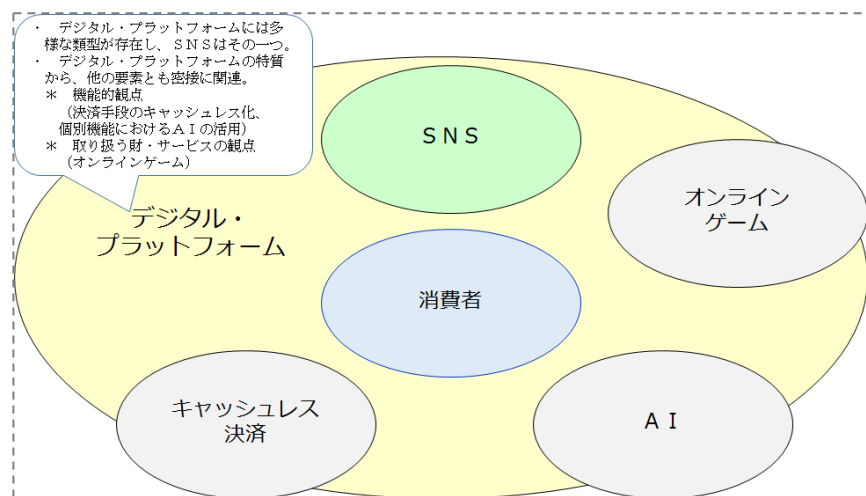 ・ デジタル・プラットフォームには多
様な類型が存在し、ＳＮＳはその一つ。
・ デジタル・プラットフォームの特質
から、他の要素とも密接に関連。
＊ 機能的観点
（決済手段のキャッシュレス化、
個別機能におけるＡＩの活用）
＊ 取り扱う財・サービスの観点
（オンラインゲーム）
ＳＮＳ
オンライン
ゲーム
デジタル・
プラットフォーム
消費者
キャッシュレス
決済
ＡＩ